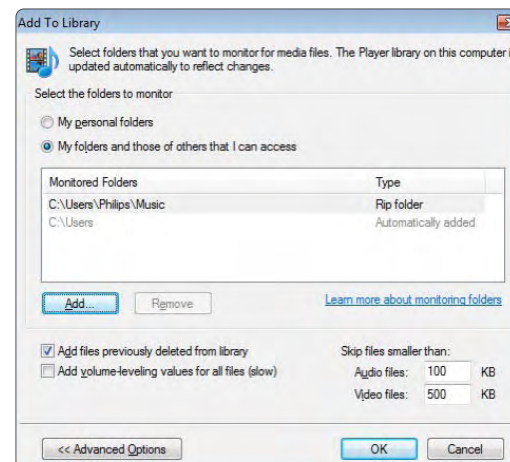 Add To Library
Select folders that you want to monitor for media files. The Player library on this computer
updated automatically to reflect changes.
Select the folders to monitor
My personal folders
My folders and those of others that I can access
Monitored Folders Type
C:\Users\Philips\Music Rip folder
C:\Users Automatically added
Add... Remove Learn more about monitoring folders
Add files previously deleted from library Skip files smaller than:
Add volume-leveling values for all files (slow) Audio files: 100 KB
Video files: 500 KB
<< Advanced Options OK Cancel